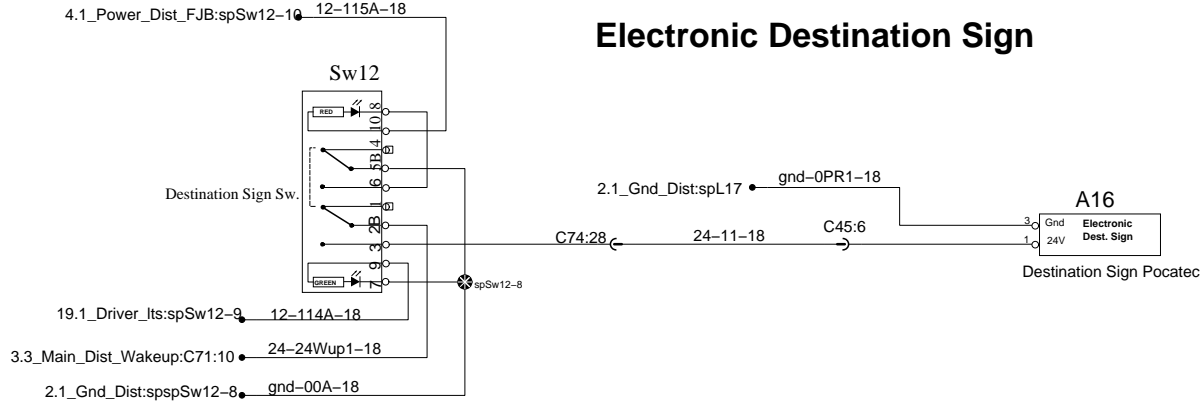 4.1_Power_Dist_FJB:spSw12−10
12−115A−18
Electronic Destination Sign
Sw12
RED
8
10
4
5B
6
Destination Sign Sw.
1
2B
3
9
GREEN
7
spSw12−8
2.1_Gnd_Dist:spL17
gnd−0PR1−18
A16
3
Gnd
Electronic
Dest. Sign
1
24V
C74:28
24−11−18
C45:6
Destination Sign Pocatec
19.1_Driver_lts:spSw12−9
12−114A−18
3.3_Main_Dist_Wakeup:C71:10
24−24Wup1−18
2.1_Gnd_Dist:spspSw12−8
gnd−00A−18